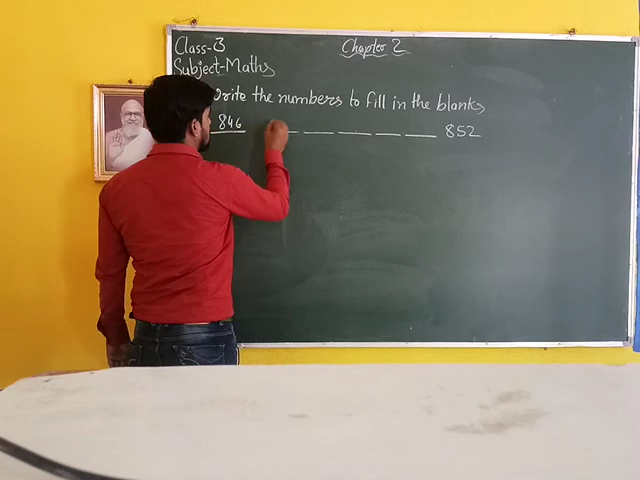 Class-3
Chapter 2
Subject-Maths
Write the numbers to fill in the blanks
846 _ _ _ _ _ 852